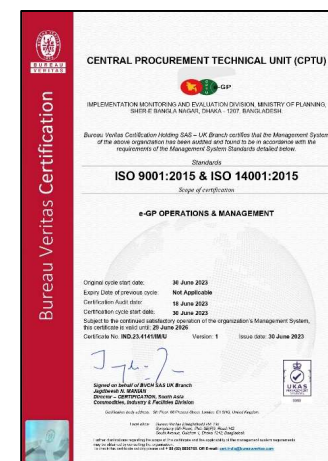 BUREAU
VERITAS
Bureau Veritas Certification
CENTRAL PROCUREMENT TECHNICAL UNIT (CPTU)
e-GP
IMPLEMENTATION MONITORING AND EVALUATION DIVISION, MINISTRY OF PLANNING,
SHER-E BANGLA NAGAR, DHAKA - 1207, BANGLADESH.
Bureau Veritas Certification Holding SAS – UK Branch certifies that the Management System
of the above organization has been audited and found to be in accordance with the
requirements of the Management System Standards detailed below.
Standards
ISO 9001:2015 & ISO 14001:2015
Scope of certification
e-GP OPERATIONS & MANAGEMENT
Original cycle start date: 30 June 2023
Expiry Date of previous cycle: Not Applicable
Certification Audit date: 18 June 2023
Certification cycle start date: 30 June 2023
Subject to the continued satisfactory operation of the organization's Management System,
this certificate is valid until: 29 June 2026
Certificate No. IND.23.4141/IM/U Version: 1 Issue date: 30 June 2023
Signed on behalf of BVCH SAS UK Branch
Jagdheesh N. MANIAN
Director – CERTIFICATION, South Asia
Commodities, Industry & Facilities Division
UKAS
MANAGEMENT
SYSTEMS
0008